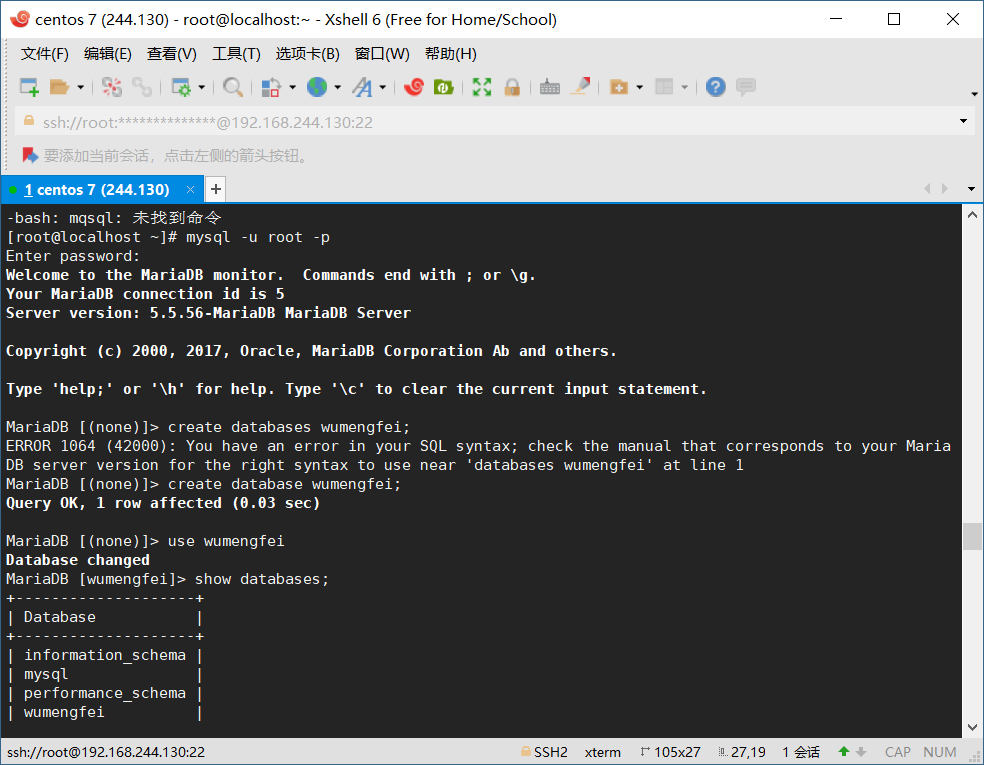 centos 7 (244.130) - root@localhost:~ - Xshell 6 (Free for Home/School)
文件(F) 编辑(E) 查看(V) 工具(T) 选项卡(B) 窗口(W) 帮助(H)
ssh://root:**************@192.168.244.130:22
要添加当前会话，点击左侧的箭头按钮。
1 centos 7 (244.130) × +
-bash: mqsql: 未找到命令
[root@localhost ~]# mysql -u root -p
Enter password:
Welcome to the MariaDB monitor.  Commands end with ; or \g.
Your MariaDB connection id is 5
Server version: 5.5.56-MariaDB MariaDB Server
Copyright (c) 2000, 2017, Oracle, MariaDB Corporation Ab and others.
Type 'help;' or '\h' for help. Type '\c' to clear the current input statement.
MariaDB [(none)]> create databases wumengfei;
ERROR 1064 (42000): You have an error in your SQL syntax; check the manual that corresponds to your Maria
DB server version for the right syntax to use near 'databases wumengfei' at line 1
MariaDB [(none)]> create database wumengfei;
Query OK, 1 row affected (0.03 sec)
MariaDB [(none)]> use wumengfei
Database changed
MariaDB [wumengfei]> show databases;
+--------------------+
| Database           |
+--------------------+
| information_schema |
| mysql              |
| performance_schema |
| wumengfei          |
ssh://root@192.168.244.130:22 SSH2 xterm 105x27 27,19 1 会话 CAP NUM